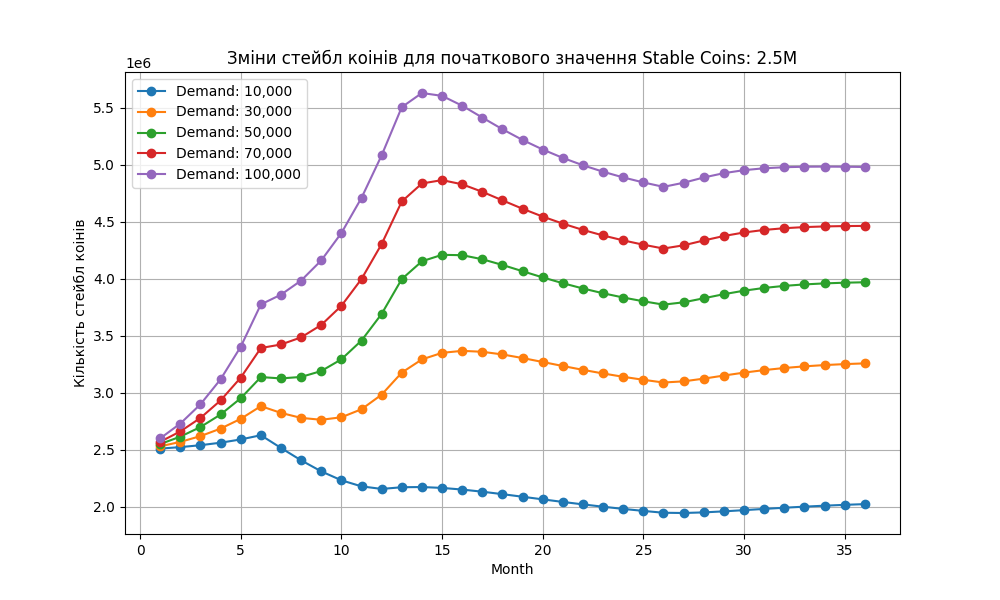 Зміни стейбл коінів для початкового значення Stable Coins: 2.5M
1e6
Demand: 10,000
Demand: 30,000
Demand: 50,000
Demand: 70,000
Demand: 100,000
5.5
5.0
4.5
4.0
3.5
3.0
2.5
2.0
Кількість стейбл коінів
0 5 10 15 20 25 30 35
Month